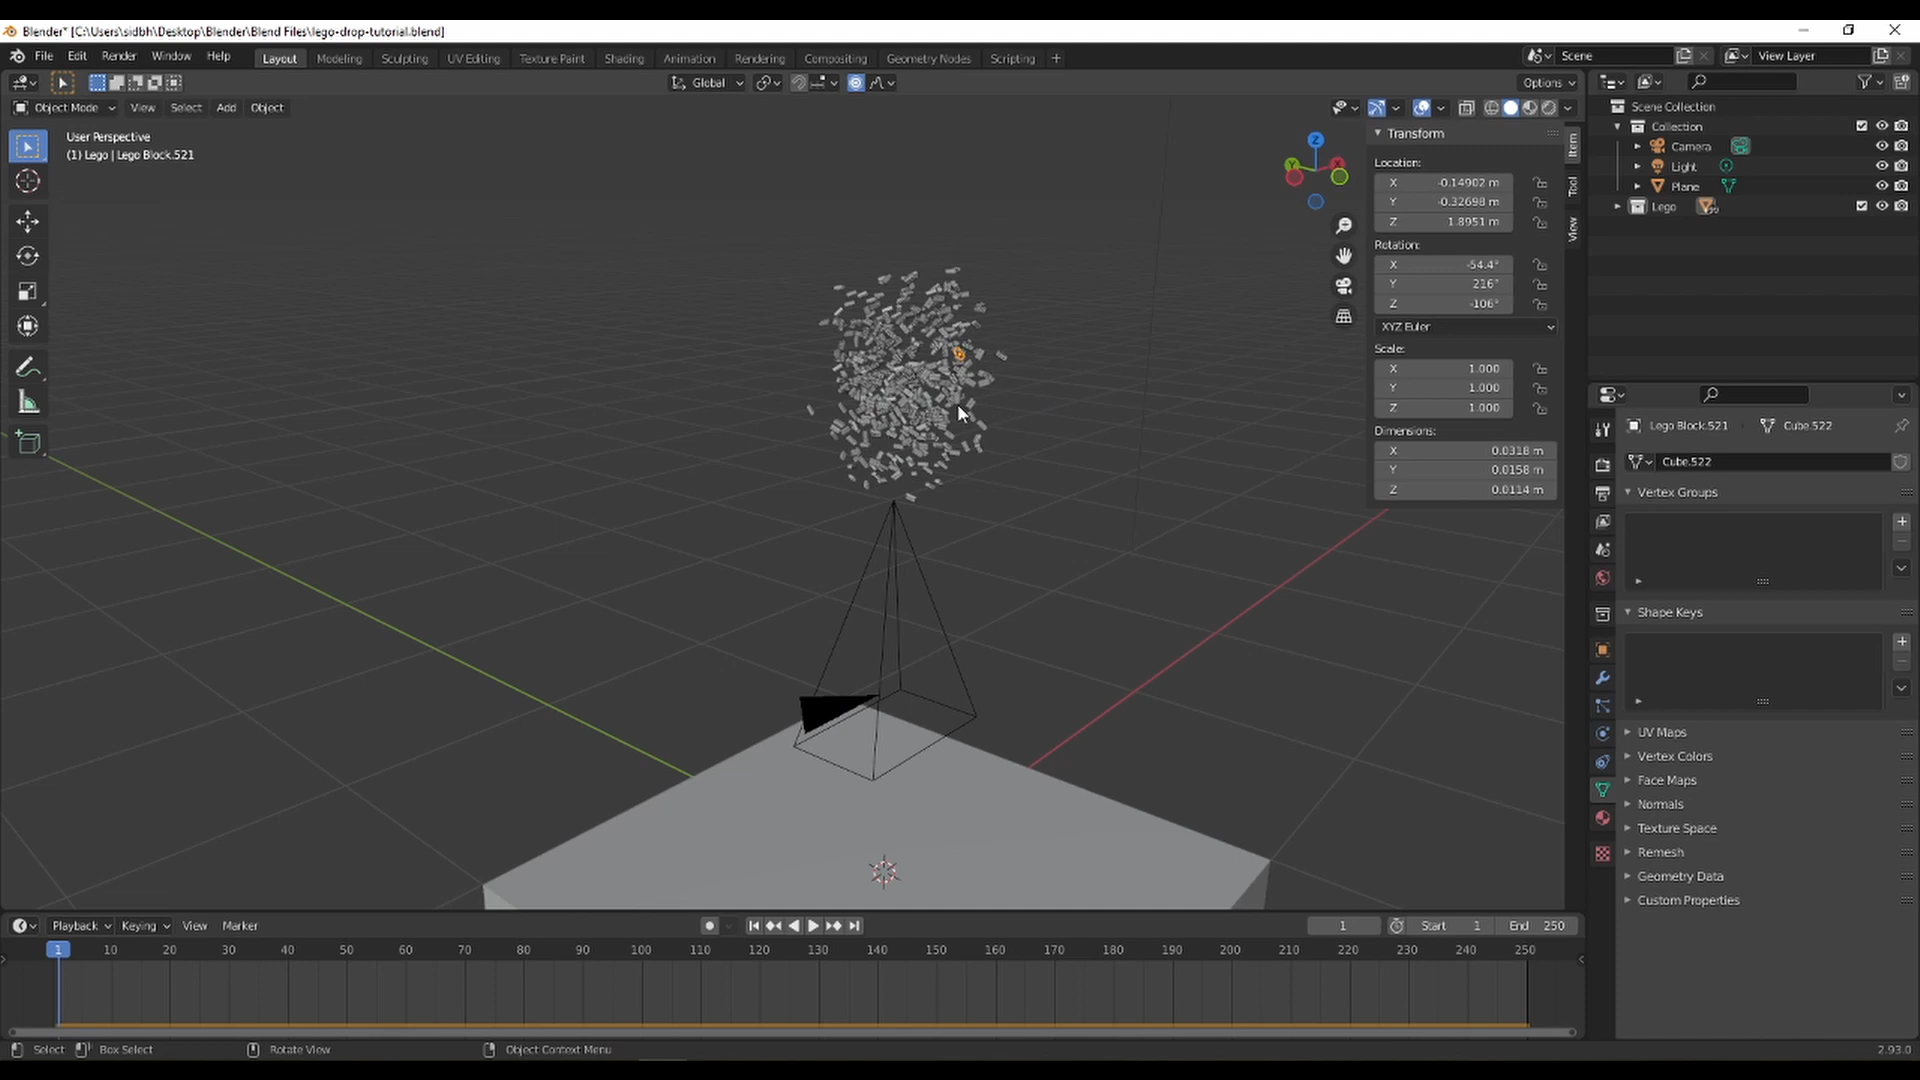 Blender* [C:\Users\sidbh\Desktop\Blender\Blend Files\lego-drop-tutorial.blend]
File Edit Render Window Help Layout Modeling Sculpting UV Editing Texture Paint Shading Animation Rendering Compositing Geometry Nodes Scripting + Scene View Layer
Global Options
Object Mode View Select Add Object
User Perspective
(1) Lego | Lego Block.521
Z
Y
X
Transform
Location:
X -0.14902 m
Y -0.32698 m
Z 1.8951 m
Rotation:
X -54.4°
Y 216°
Z -106°
XYZ Euler
Scale:
X 1.000
Y 1.000
Z 1.000
Dimensions:
X 0.0318 m
Y 0.0158 m
Z 0.0114 m
Item
Tool
View
Scene Collection
Collection
Camera
Light
Plane
Lego
Lego Block.521 Cube.522
Cube.522
Vertex Groups
Shape Keys
UV Maps
Vertex Colors
Face Maps
Normals
Texture Space
Remesh
Geometry Data
Custom Properties
Playback Keying View Marker 1 Start 1 End 250
1 10 20 30 40 50 60 70 80 90 100 110 120 130 140 150 160 170 180 190 200 210 220 230 240 250
Select Box Select Rotate View Object Context Menu 2.93.0